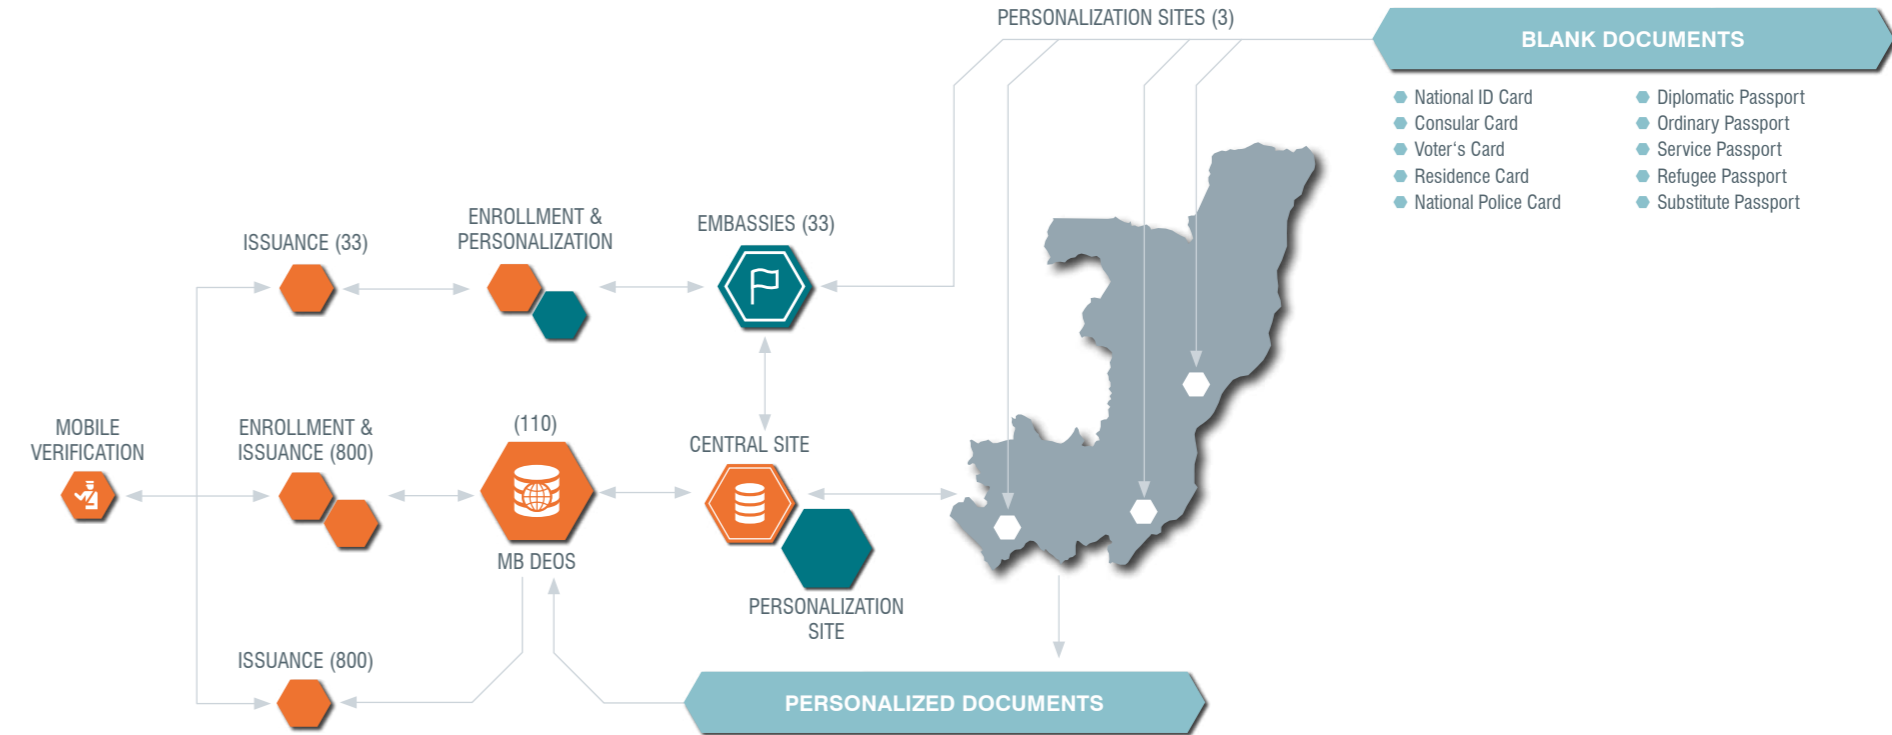 PERSONALIZATION SITES (3)
BLANK DOCUMENTS
National ID Card
Consular Card
Voter‘s Card
Residence Card
National Police Card
Diplomatic Passport
Ordinary Passport
Service Passport
Refugee Passport
Substitute Passport
ISSUANCE (33)
ENROLLMENT &
PERSONALIZATION
EMBASSIES (33)
MOBILE
VERIFICATION
ENROLLMENT &
ISSUANCE (800)
(110)
MB DEOS
CENTRAL SITE
PERSONALIZATION
SITE
ISSUANCE (800)
PERSONALIZED DOCUMENTS